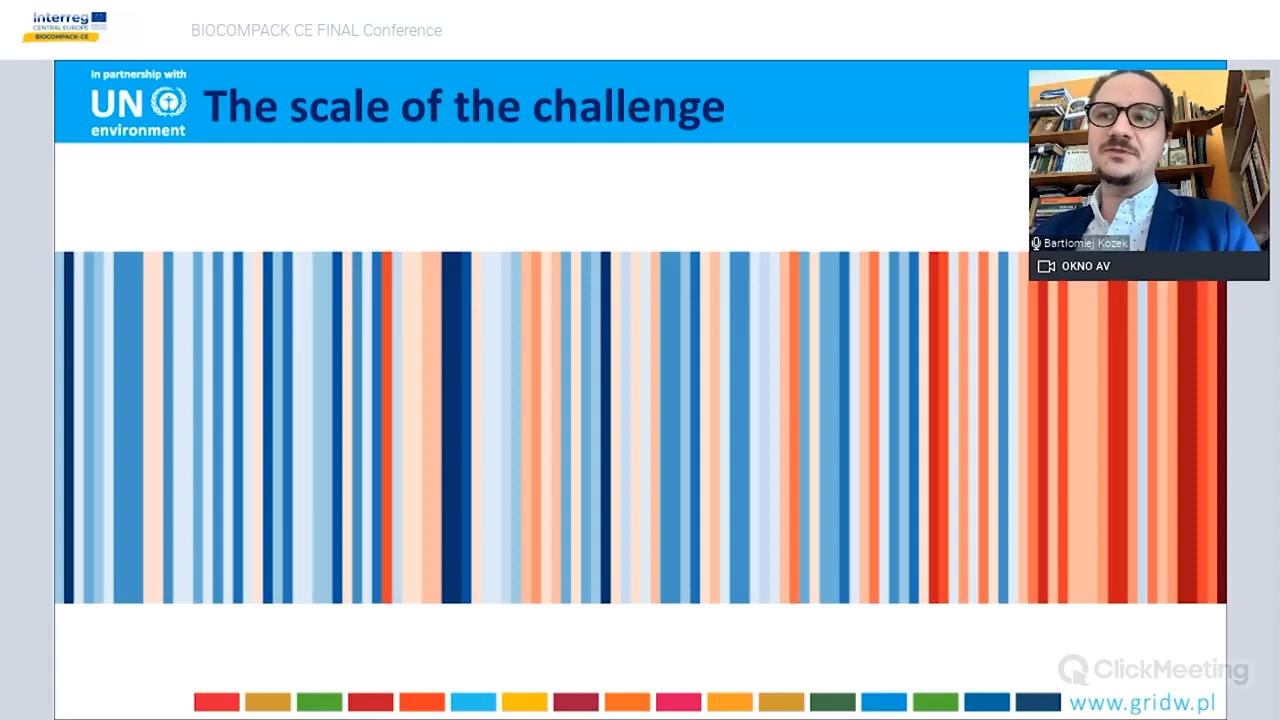 Interreg
CENTRAL EUROPE
BIOCOMPACK-CE
BIOCOMPACK CE FINAL Conference
In partnership with
UN
environment
The scale of the challenge
Bartłomiej Kozek
OKNO AV
ClickMeeting
www.gridw.pl